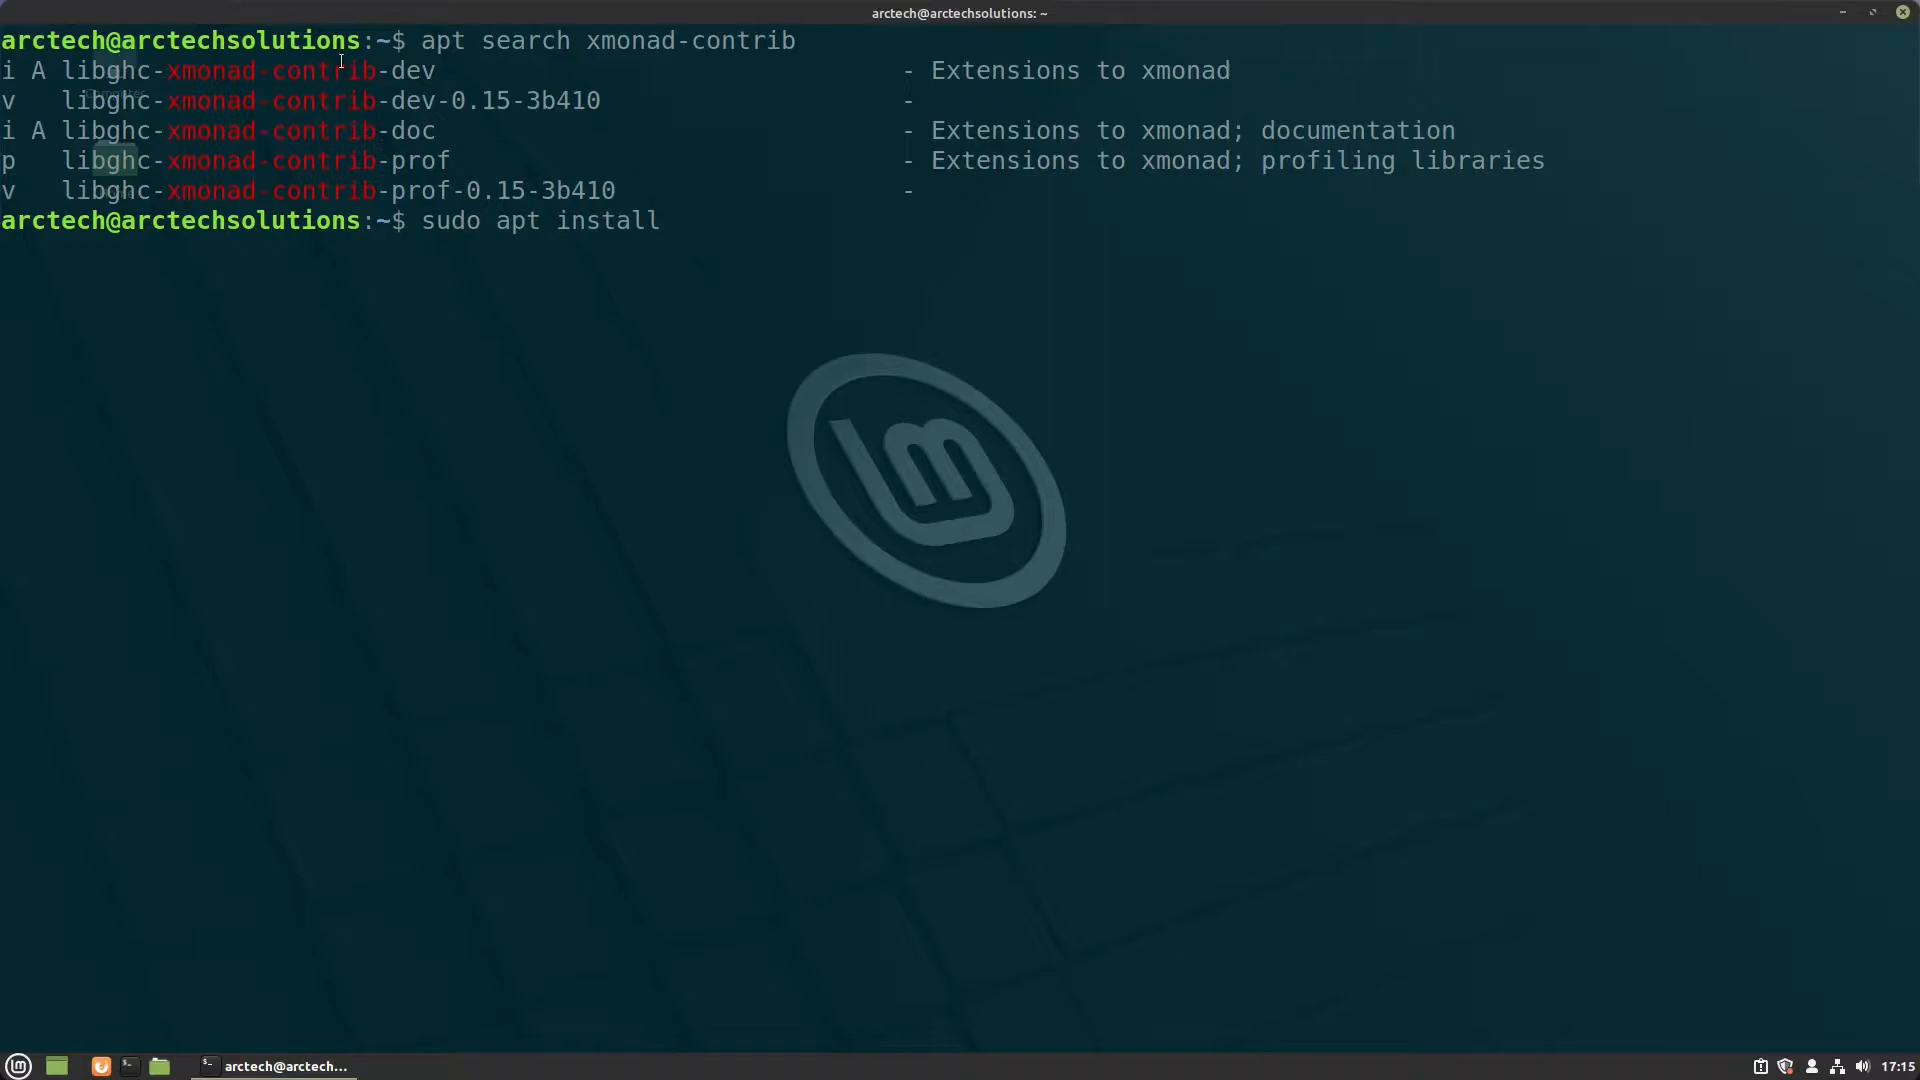 arctech@arctechsolutions: ~
arctech@arctechsolutions:~$ apt search xmonad-contrib
i A libghc-xmonad-contrib-dev - Extensions to xmonad
v libghc-xmonad-contrib-dev-0.15-3b410 -
i A libghc-xmonad-contrib-doc - Extensions to xmonad; documentation
p libghc-xmonad-contrib-prof - Extensions to xmonad; profiling libraries
v libghc-xmonad-contrib-prof-0.15-3b410 -
arctech@arctechsolutions:~$ sudo apt install
Computer
arctech@arctech...
17:15